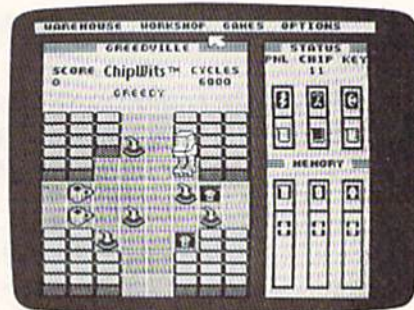 WAREHOUSE WORKSHOP GAMES OPTIONS
GREEDVILLE
SCORE ChipWits™ CYCLES
0 6000
GREEDY
STATUS
PNL CHIP KEY
11
MEMORY